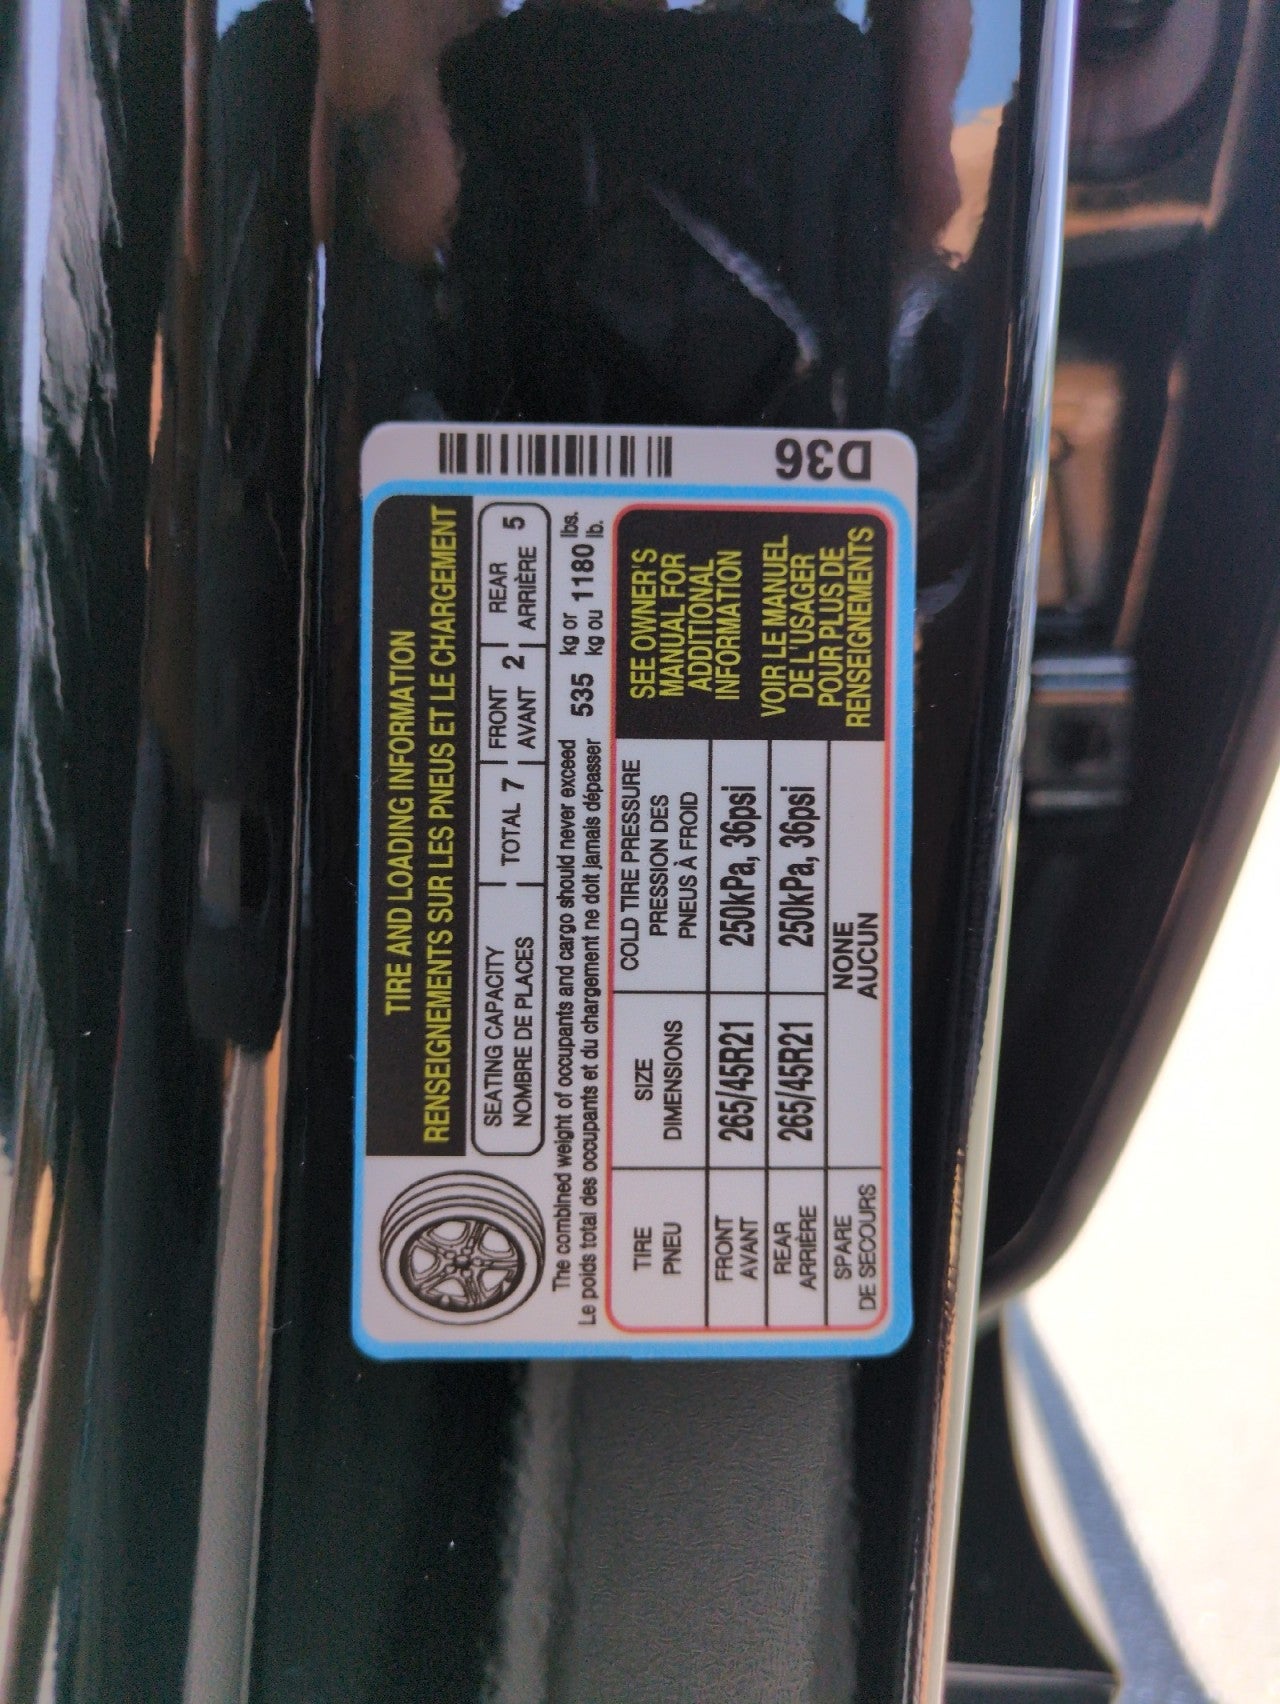 TIRE AND LOADING INFORMATION
RENSEIGNEMENTS SUR LES PNEUS ET LE CHARGEMENT
SEATING CAPACITY
NOMBRE DE PLACES
TOTAL 7
FRONT
AVANT 2
REAR
ARRIÈRE 5
The combined weight of occupants and cargo should never exceed 535 kg or 1180 lbs.
Le poids total des occupants et du chargement ne doit jamais dépasser 535 kg ou 1180 lb.
TIRE
PNEU
SIZE
DIMENSIONS
COLD TIRE PRESSURE
PRESSION DES
PNEUS À FROID
FRONT
AVANT
265/45R21
250kPa, 36psi
REAR
ARRIÈRE
265/45R21
250kPa, 36psi
SPARE
DE SECOURS
NONE
AUCUN
SEE OWNER'S
MANUAL FOR
ADDITIONAL
INFORMATION
VOIR LE MANUEL
DE L'USAGER
POUR PLUS DE
RENSEIGNEMENTS
D36